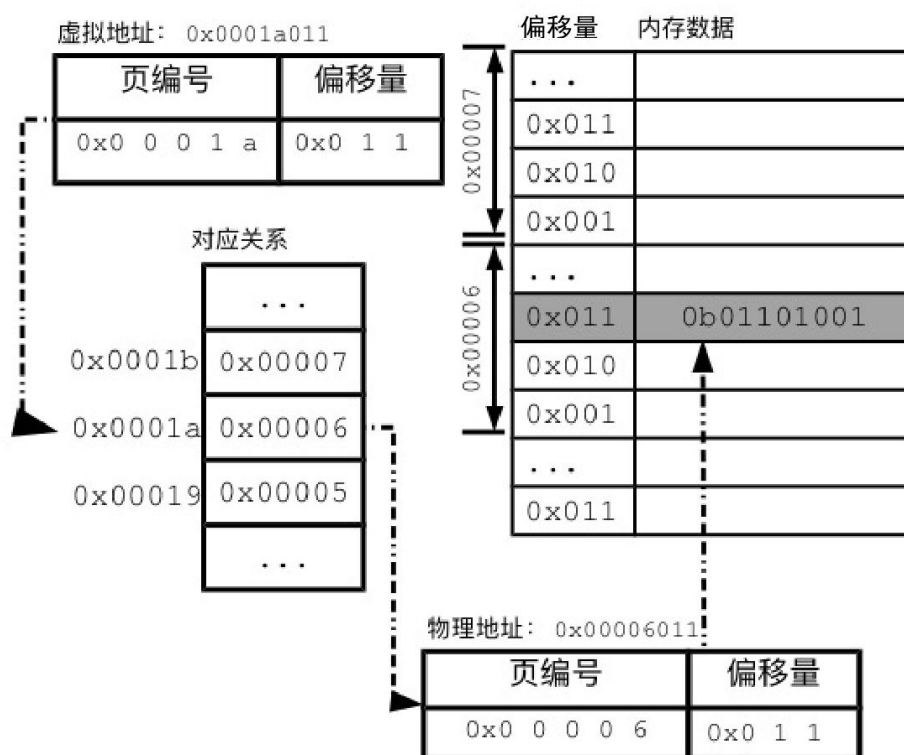 虚拟地址： 0x0001a011
页编号 偏移量
0x0 0 0 1 a 0x0 1 1
对应关系
...
0x0001b 0x00007
0x0001a 0x00006
0x00019 0x00005
...
偏移量 内存数据
0x00007
...
0x011
0x010
0x001
0x00006
...
0x011 0b01101001
0x010
0x001
...
0x011
物理地址： 0x00006011
页编号 偏移量
0x0 0 0 0 6 0x0 1 1